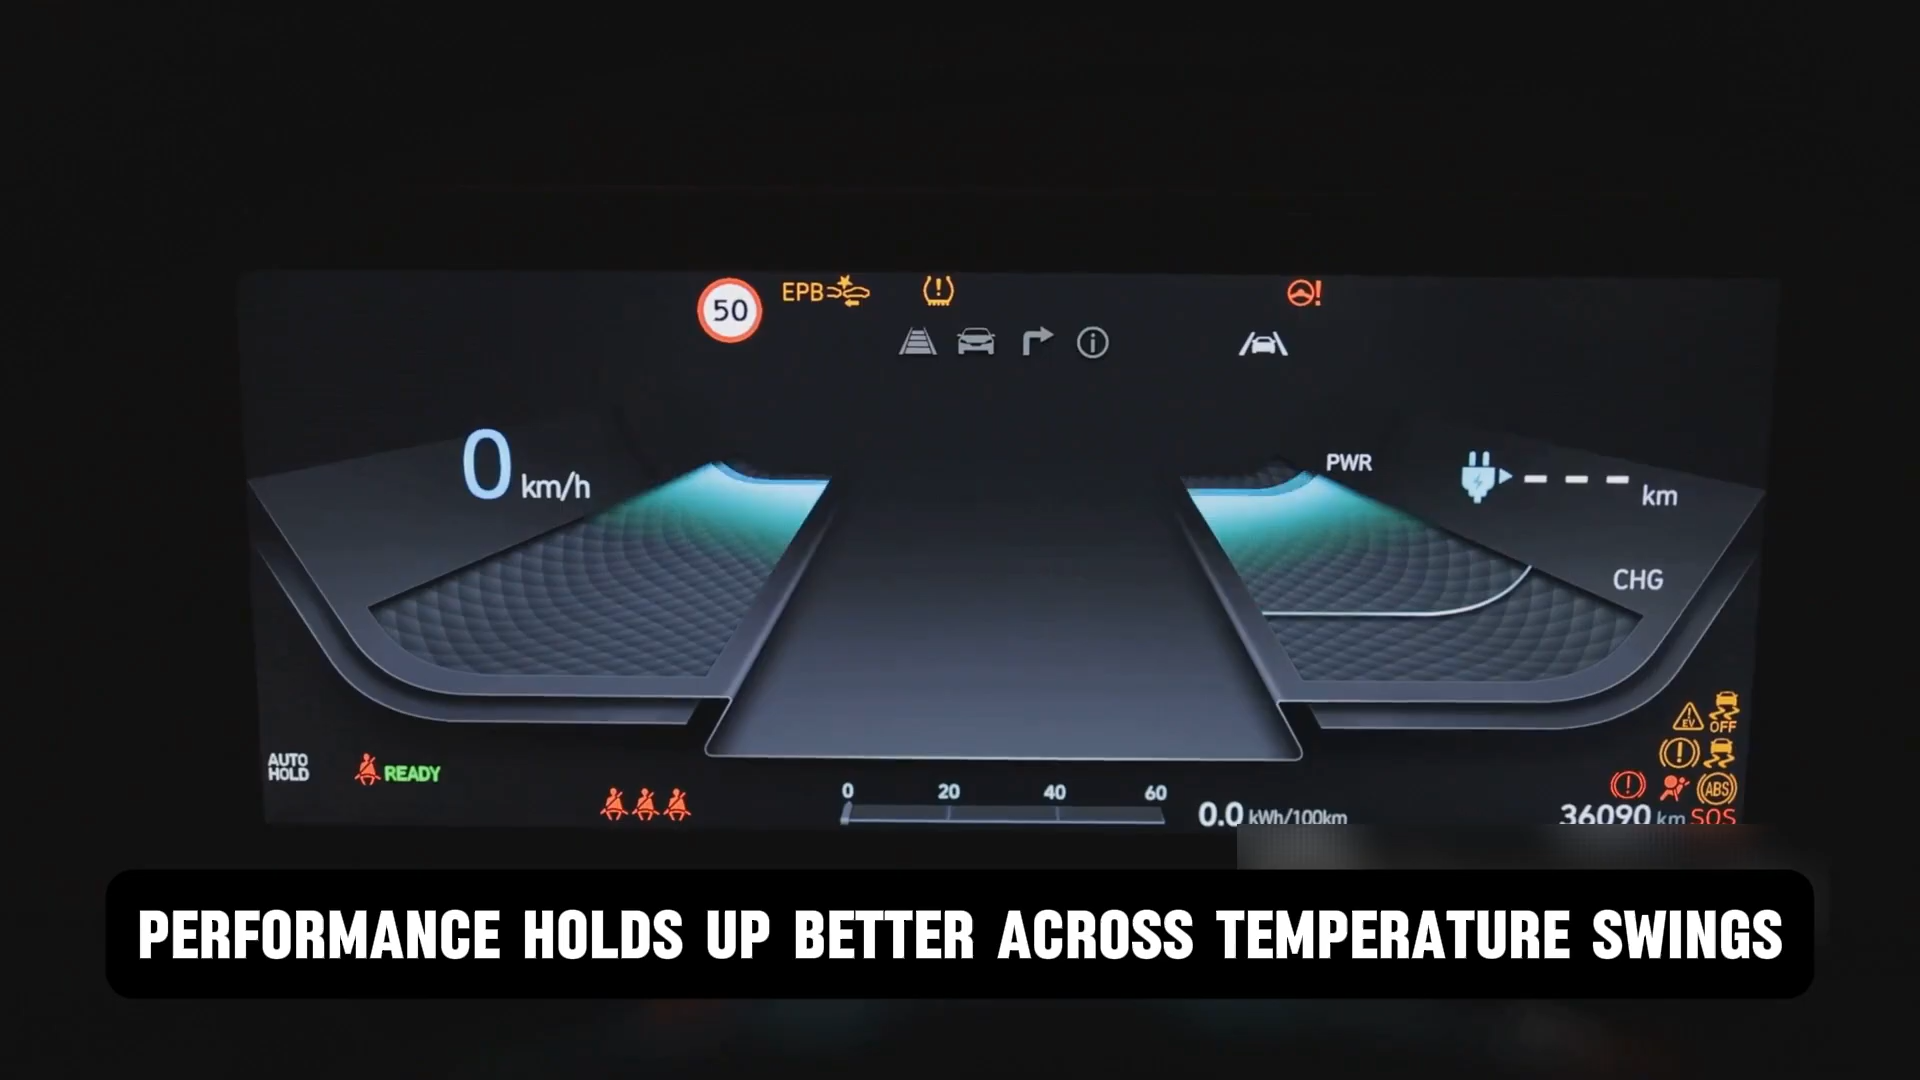 50
EPB
0 km/h
PWR
--- km
CHG
EV
OFF
AUTO
HOLD
READY
ABS
0 20 40 60
0.0 kWh/100km
36090 km SOS
PERFORMANCE HOLDS UP BETTER ACROSS TEMPERATURE SWINGS